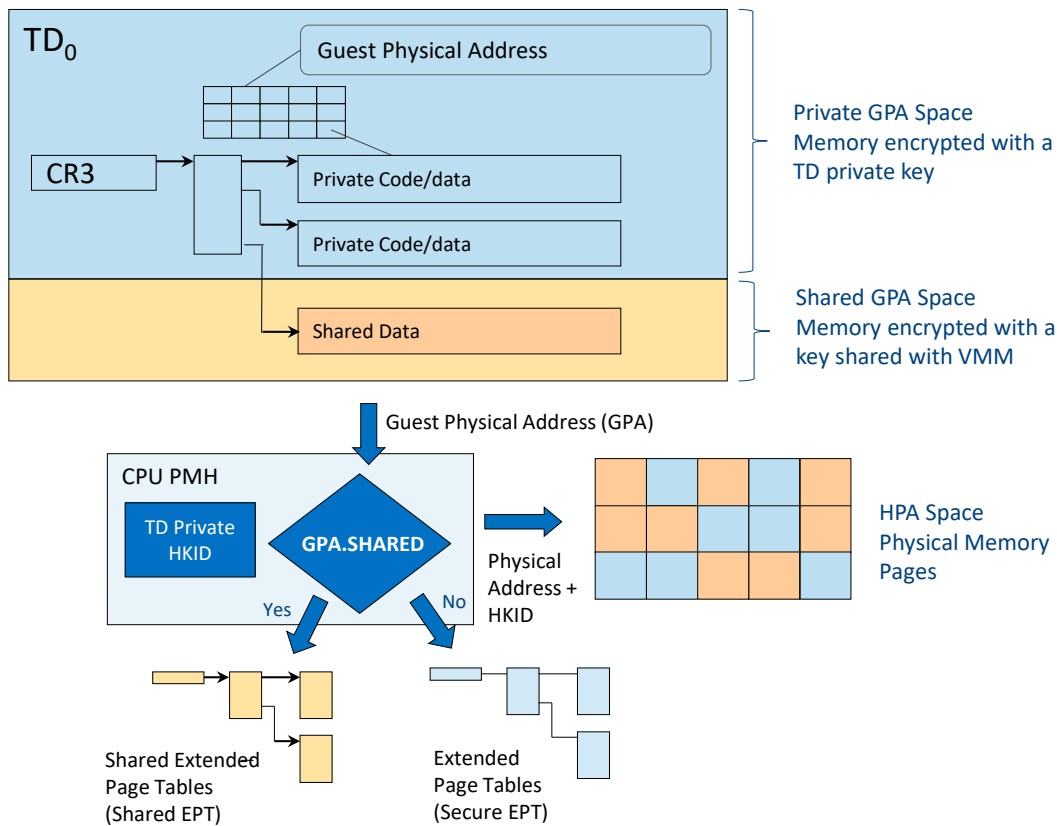 TD0
Guest Physical Address
CR3
Private Code/data
Private Code/data
Shared Data
Private GPA Space
Memory encrypted with a
TD private key
Shared GPA Space
Memory encrypted with a
key shared with VMM
Guest Physical Address (GPA)
CPU PMH
TD Private
HKID
GPA.SHARED
Yes
No
Physical
Address +
HKID
HPA Space
Physical Memory
Pages
Shared Extended
Page Tables
(Shared EPT)
Extended
Page Tables
(Secure EPT)